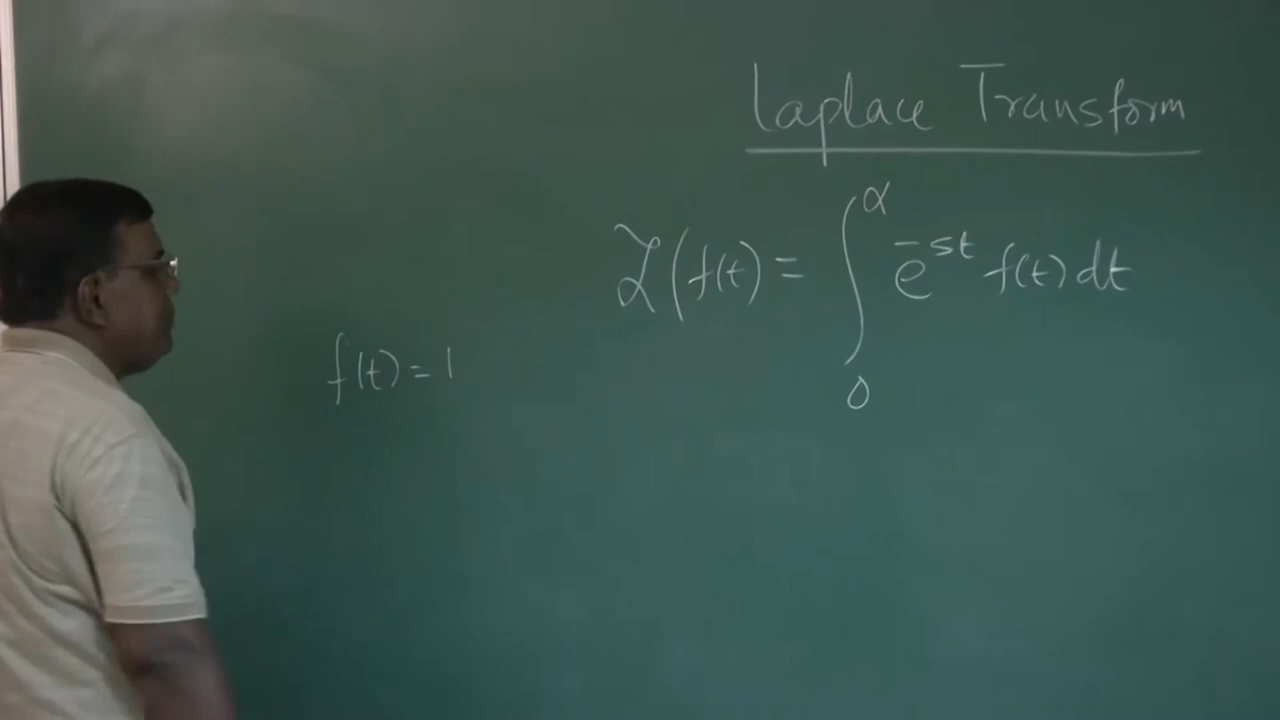 Laplace Transform
L(f(t)) = ∫₀^α e^{-st} f(t) dt
f(t) = 1